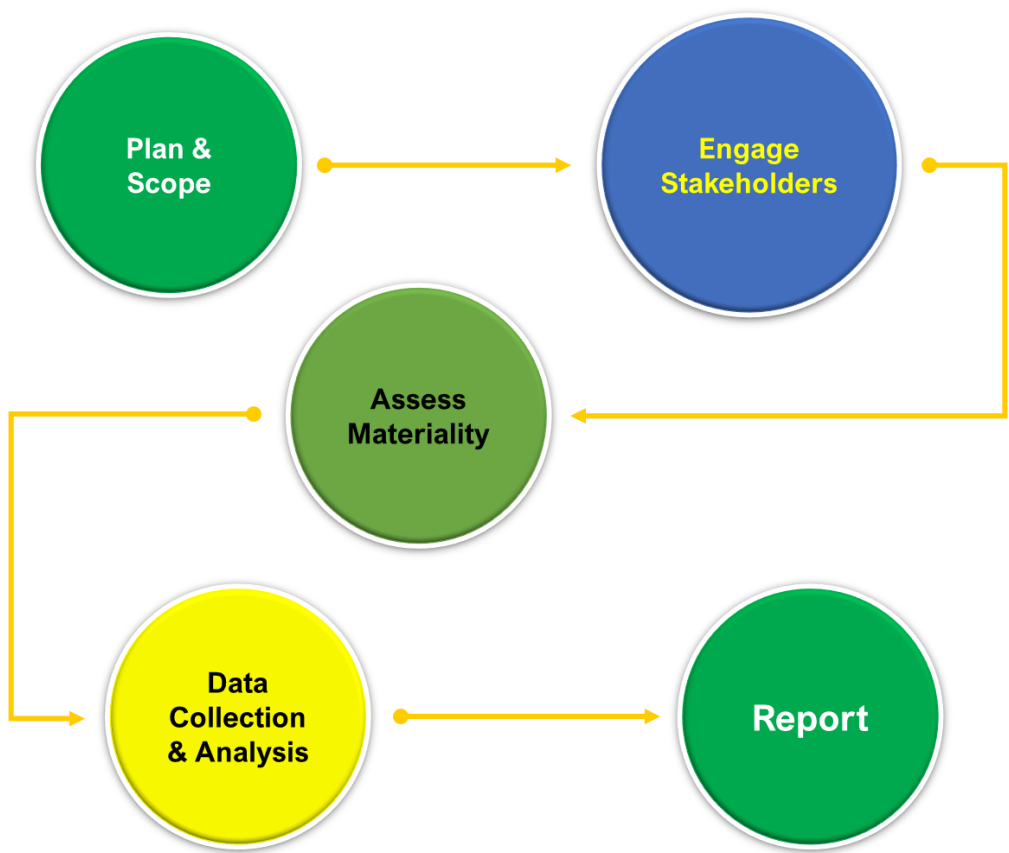 Plan &
Scope
Engage
Stakeholders
Assess
Materiality
Data
Collection
& Analysis
Report